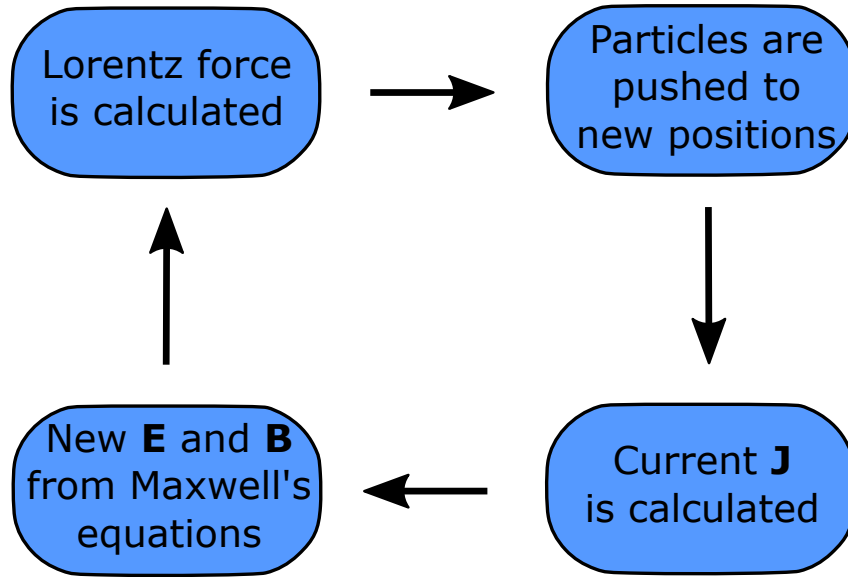 Lorentz force
is calculated
Particles are
pushed to
new positions
Current J
is calculated
New E and B
from Maxwell's
equations